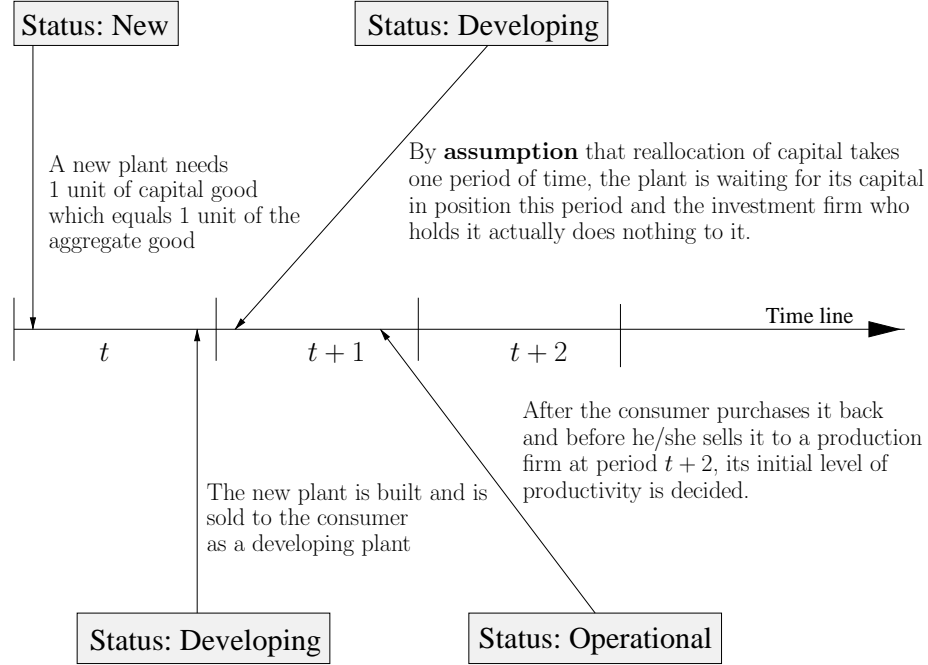 Status: New
Status: Developing
A new plant needs
1 unit of capital good
which equals 1 unit of the
aggregate good
By assumption that reallocation of capital takes
one period of time, the plant is waiting for its capital
in position this period and the investment firm who
holds it actually does nothing to it.
Time line
t
t + 1
t + 2
After the consumer purchases it back
and before he/she sells it to a production
firm at period t + 2, its initial level of
productivity is decided.
The new plant is built and is
sold to the consumer
as a developing plant
Status: Developing
Status: Operational